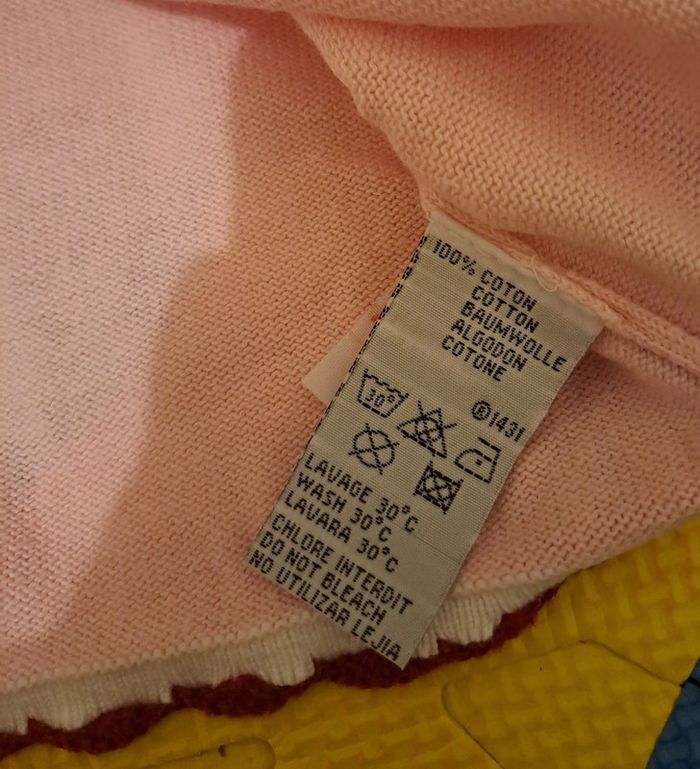 100% COTON
COTTON
BAUMWOLLE
ALGODON
COTONE
®1431
30°
LAVAGE 30°C
WASH 30°C
LAVARA 30°C
CHLORE INTERDIT
DO NOT BLEACH
NO UTILIZAR LEJIA